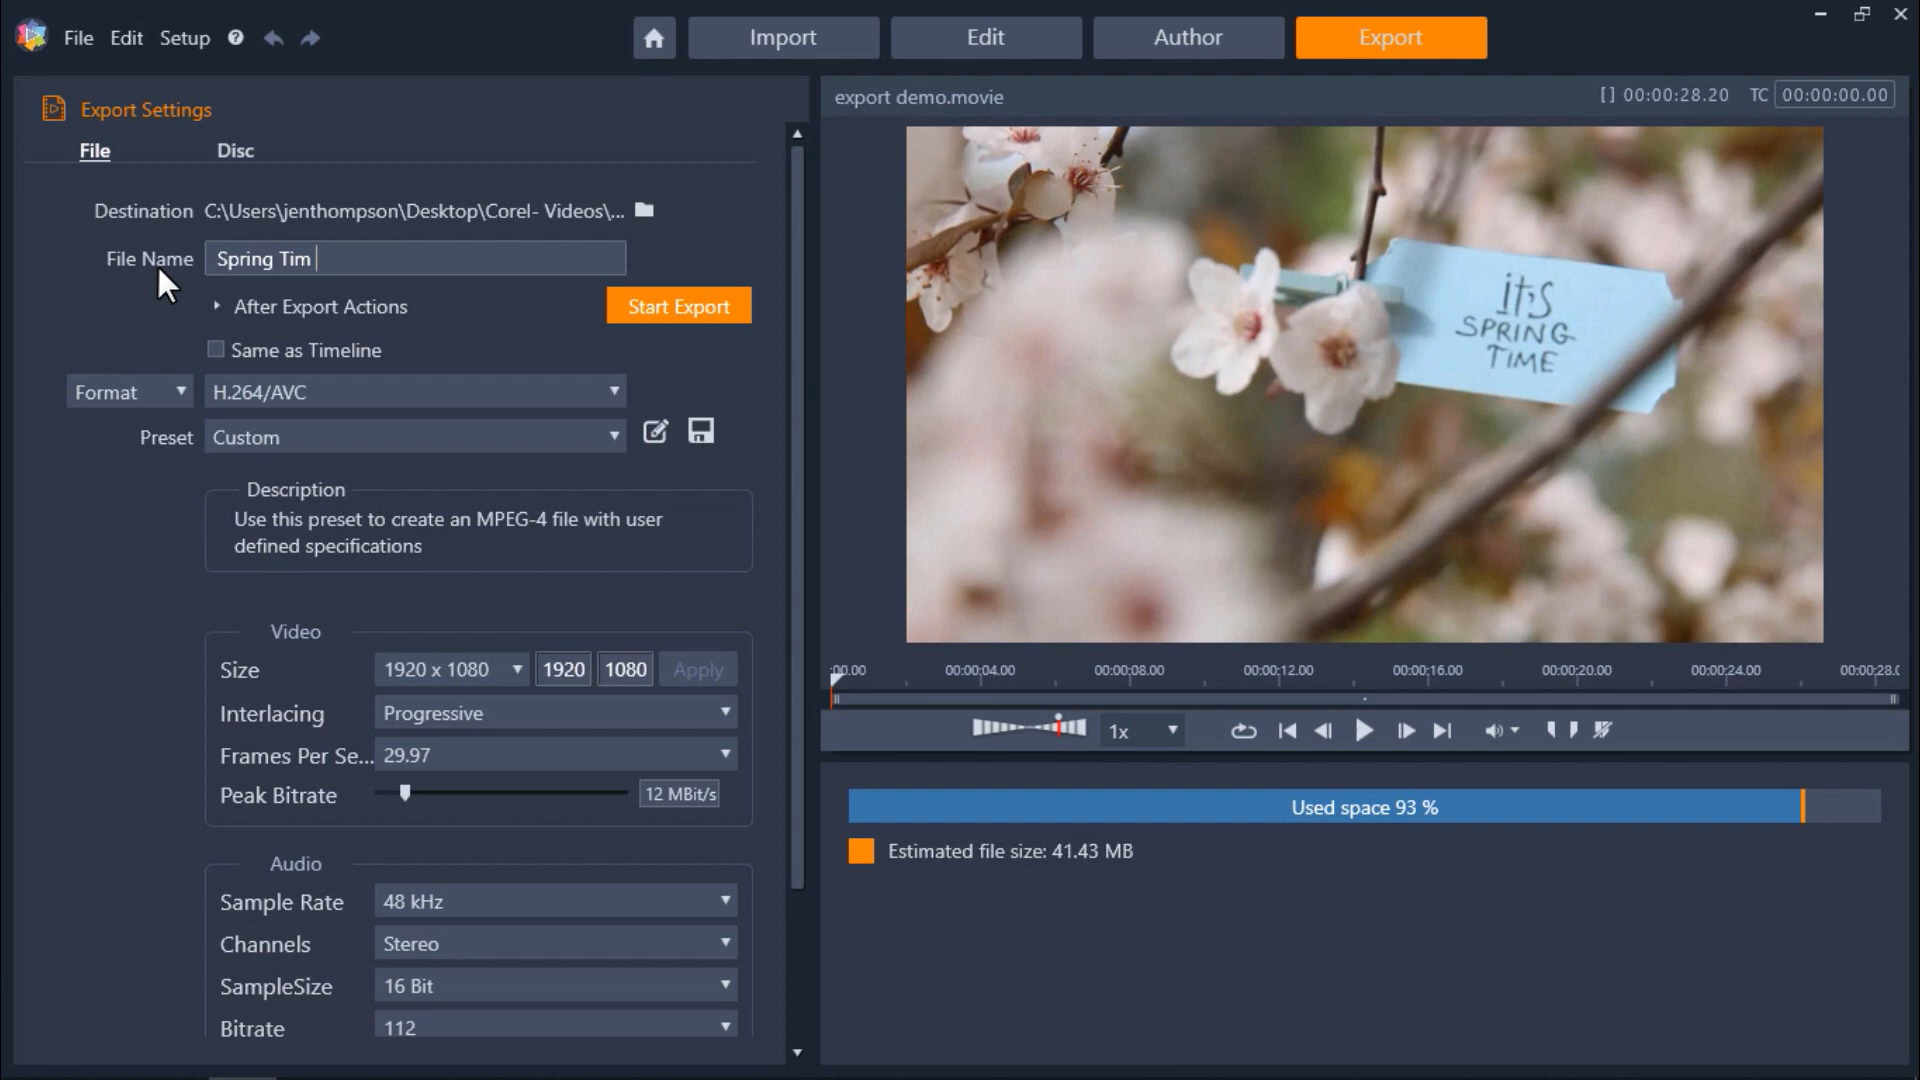 File Edit Setup ?
Import Edit Author Export
Export Settings
File Disc
Destination C:\Users\jenthompson\Desktop\Corel- Videos\...
File Name Spring Tim
After Export Actions Start Export
Same as Timeline
Format H.264/AVC
Preset Custom
Description
Use this preset to create an MPEG-4 file with user
defined specifications
Video
Size 1920 x 1080 1920 1080 Apply
Interlacing Progressive
Frames Per Se... 29.97
Peak Bitrate 12 MBit/s
Audio
Sample Rate 48 kHz
Channels Stereo
SampleSize 16 Bit
Bitrate 112
export demo.movie [] 00:00:28.20 TC 00:00:00.00
IT'S
SPRING
TIME
:00.00 00:00:04.00 00:00:08.00 00:00:12.00 00:00:16.00 00:00:20.00 00:00:24.00 00:00:28.0
1x
Used space 93 %
Estimated file size: 41.43 MB